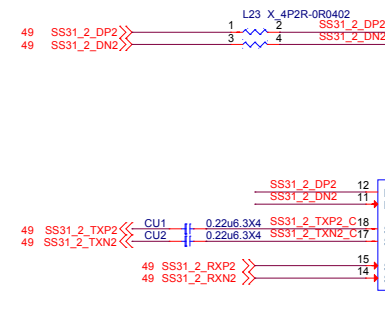 L23 X_4P2R-0R0402
49 SS31_2_DP2 1 2 SS31_2_DP2
49 SS31_2_DN2 3 4 SS31_2_DN2
SS31_2_DP2 12
SS31_2_DN2 11
49 SS31_2_TXP2 CU1 0.22u6.3X4 SS31_2_TXP2_C 18
49 SS31_2_TXN2 CU2 0.22u6.3X4 SS31_2_TXN2_C 17
49 SS31_2_RXP2 15
49 SS31_2_RXN2 14